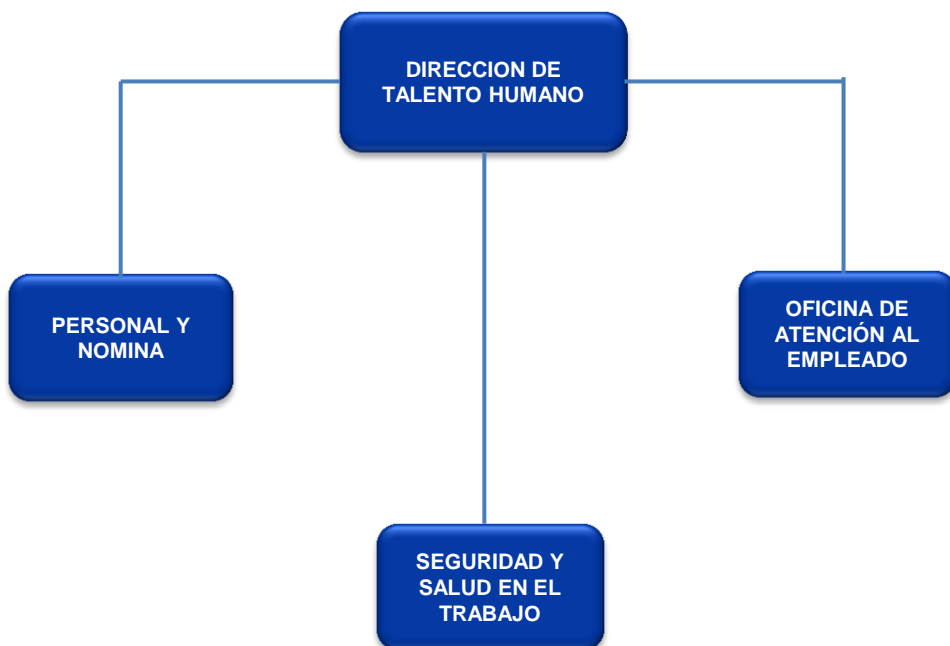 DIRECCION DE
TALENTO HUMANO
PERSONAL Y
NOMINA
OFICINA DE
ATENCIÓN AL
EMPLEADO
SEGURIDAD Y
SALUD EN EL
TRABAJO